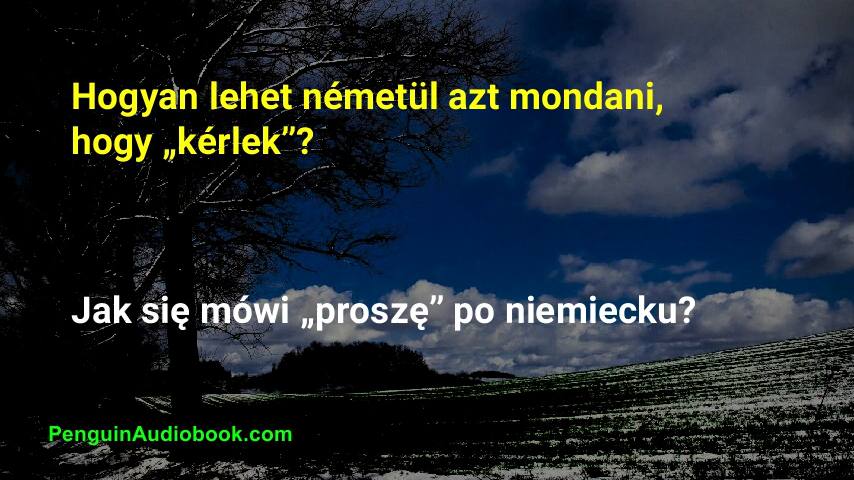 Hogyan lehet németül azt mondani,
hogy „kérlek”?
Jak się mówi „proszę” po niemiecku?
PenguinAudiobook.com